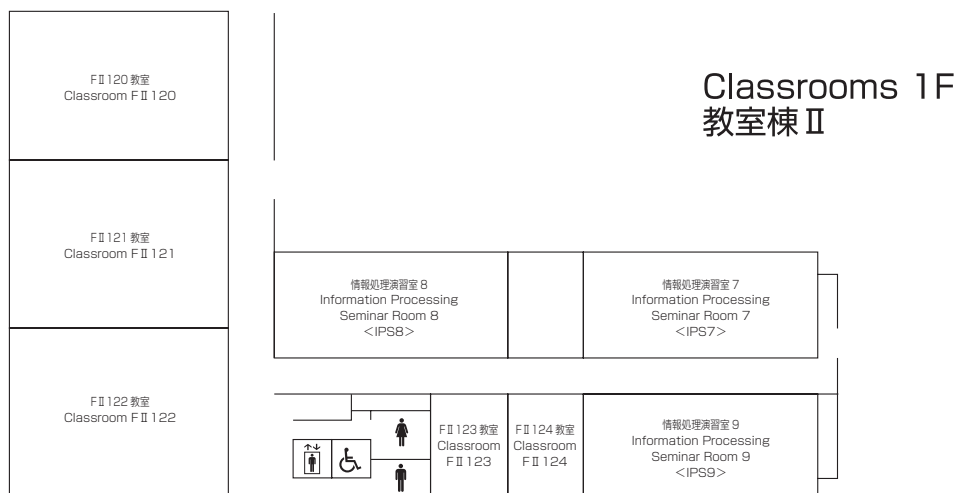 FⅡ120 教室
Classroom FⅡ120
Classrooms 1F
教室棟Ⅱ
FⅡ121 教室
Classroom FⅡ121
情報処理演習室 8
Information Processing
Seminar Room 8
<IPS8>
情報処理演習室 7
Information Processing
Seminar Room 7
<IPS7>
FⅡ122 教室
Classroom FⅡ122
FⅡ123 教室
Classroom
FⅡ123
FⅡ124 教室
Classroom
FⅡ124
情報処理演習室 9
Information Processing
Seminar Room 9
<IPS9>